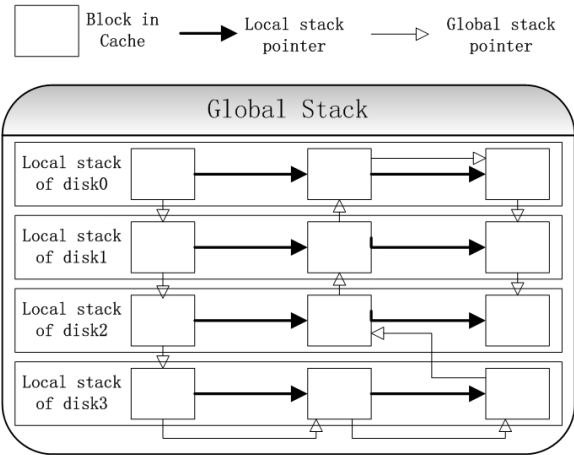 Block in
Cache
Local stack
pointer
Global stack
pointer
Global Stack
Local stack
of disk0
Local stack
of disk1
Local stack
of disk2
Local stack
of disk3